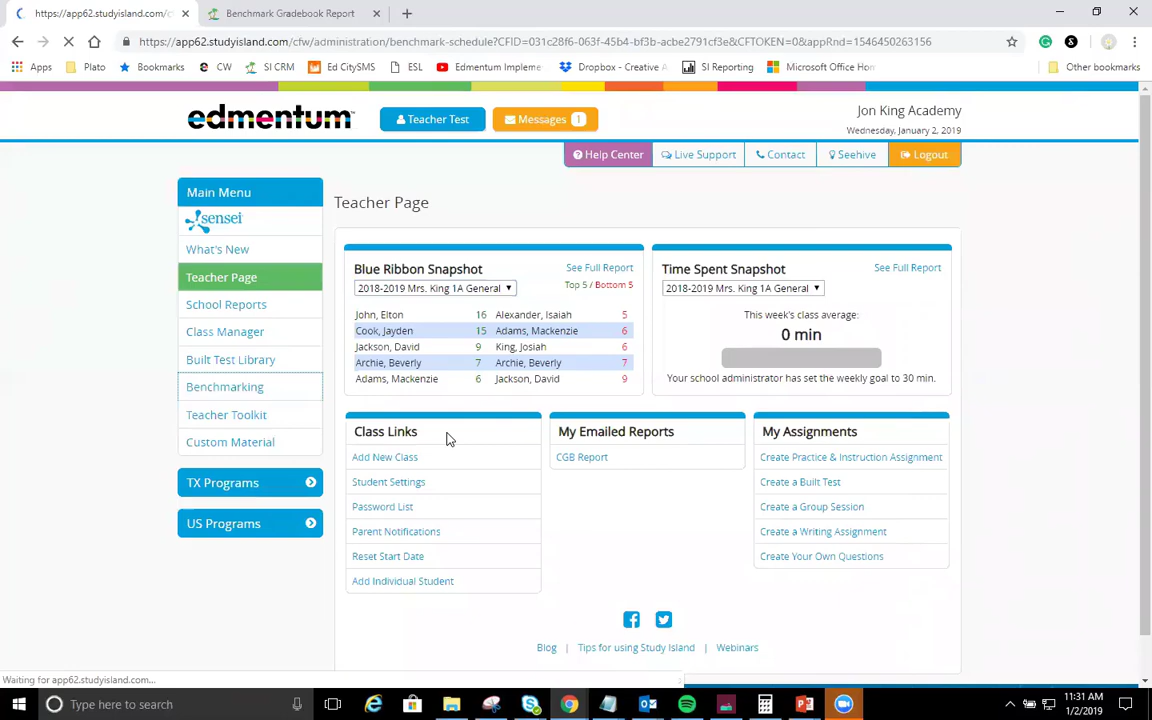 https://app62.studyisland.com/c
Benchmark Gradebook Report
https://app62.studyisland.com/cfw/administration/benchmark-schedule?CFID=031c28f6-063f-45b4-bf3b-acbe2791cf3e&CFTOKEN=0&appRnd=1546450263156
Apps Plato Bookmarks CW SI CRM Ed CitySMS ESL Edmentum Impleme Dropbox - Creative SI Reporting Microsoft Office Hom Other bookmarks
edmentum
Teacher Test
Messages 1
Jon King Academy
Wednesday, January 2, 2019
Help Center Live Support Contact Seehive Logout
Main Menu
sensei
What's New
Teacher Page
School Reports
Class Manager
Built Test Library
Benchmarking
Teacher Toolkit
Custom Material
TX Programs
US Programs
Teacher Page
Blue Ribbon Snapshot See Full Report
2018-2019 Mrs. King 1A General Top 5 / Bottom 5
John, Elton 16 Alexander, Isaiah 5
Cook, Jayden 15 Adams, Mackenzie 6
Jackson, David 9 King, Josiah 6
Archie, Beverly 7 Archie, Beverly 7
Adams, Mackenzie 6 Jackson, David 9
Time Spent Snapshot See Full Report
2018-2019 Mrs. King 1A General
This week's class average:
0 min
Your school administrator has set the weekly goal to 30 min.
Class Links
Add New Class
Student Settings
Password List
Parent Notifications
Reset Start Date
Add Individual Student
My Emailed Reports
CGB Report
My Assignments
Create Practice & Instruction Assignment
Create a Built Test
Create a Group Session
Create a Writing Assignment
Create Your Own Questions
Blog | Tips for using Study Island | Webinars
Waiting for app62.studyisland.com...
Type here to search
11:31 AM
1/2/2019